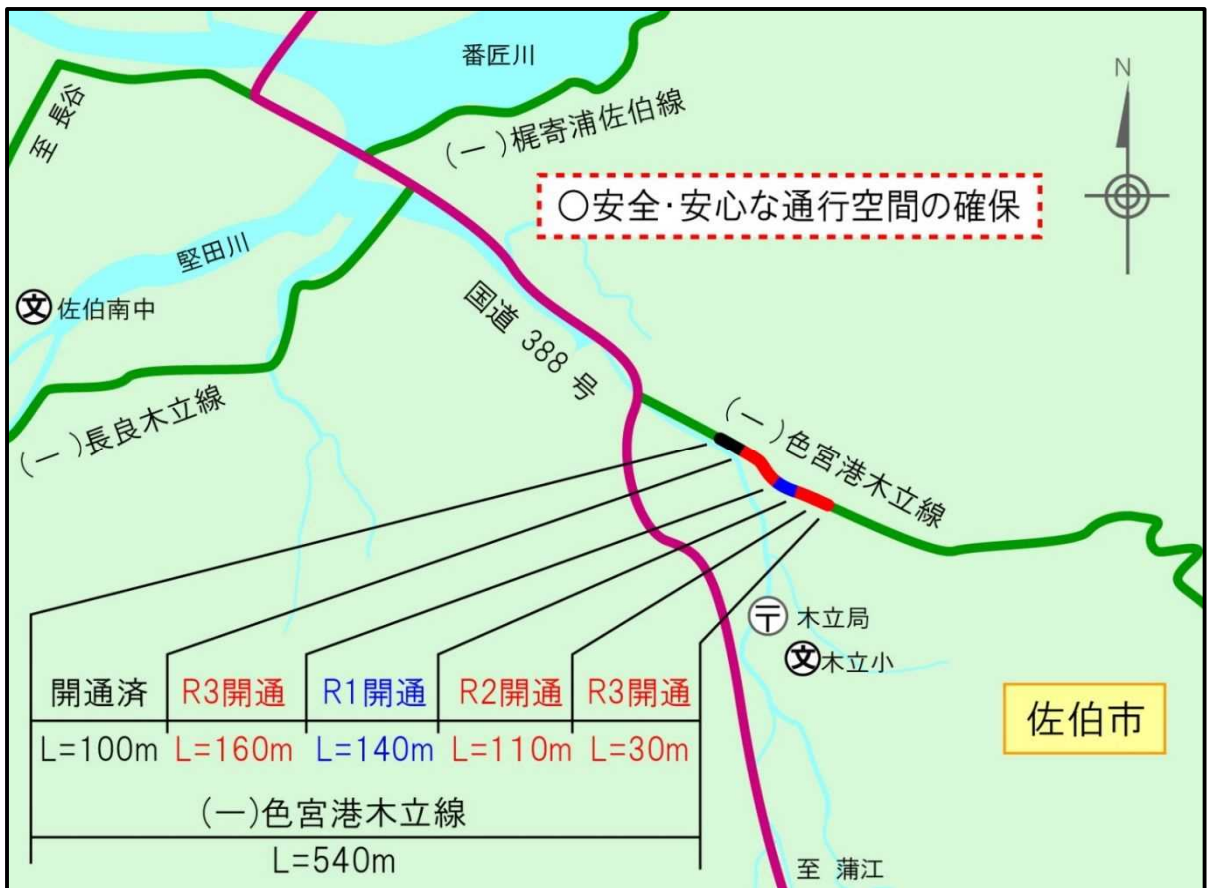 番匠川
N
至 長谷
(一)梶寄浦佐伯線
○安全・安心な通行空間の確保
堅田川
文 佐伯南中
国道 388 号
(一)長良木立線
(一)色宮港木立線
〒 木立局
文 木立小
開通済 R3開通 R1開通 R2開通 R3開通
L=100m L=160m L=140m L=110m L=30m
佐伯市
(一)色宮港木立線
L=540m
至 蒲江